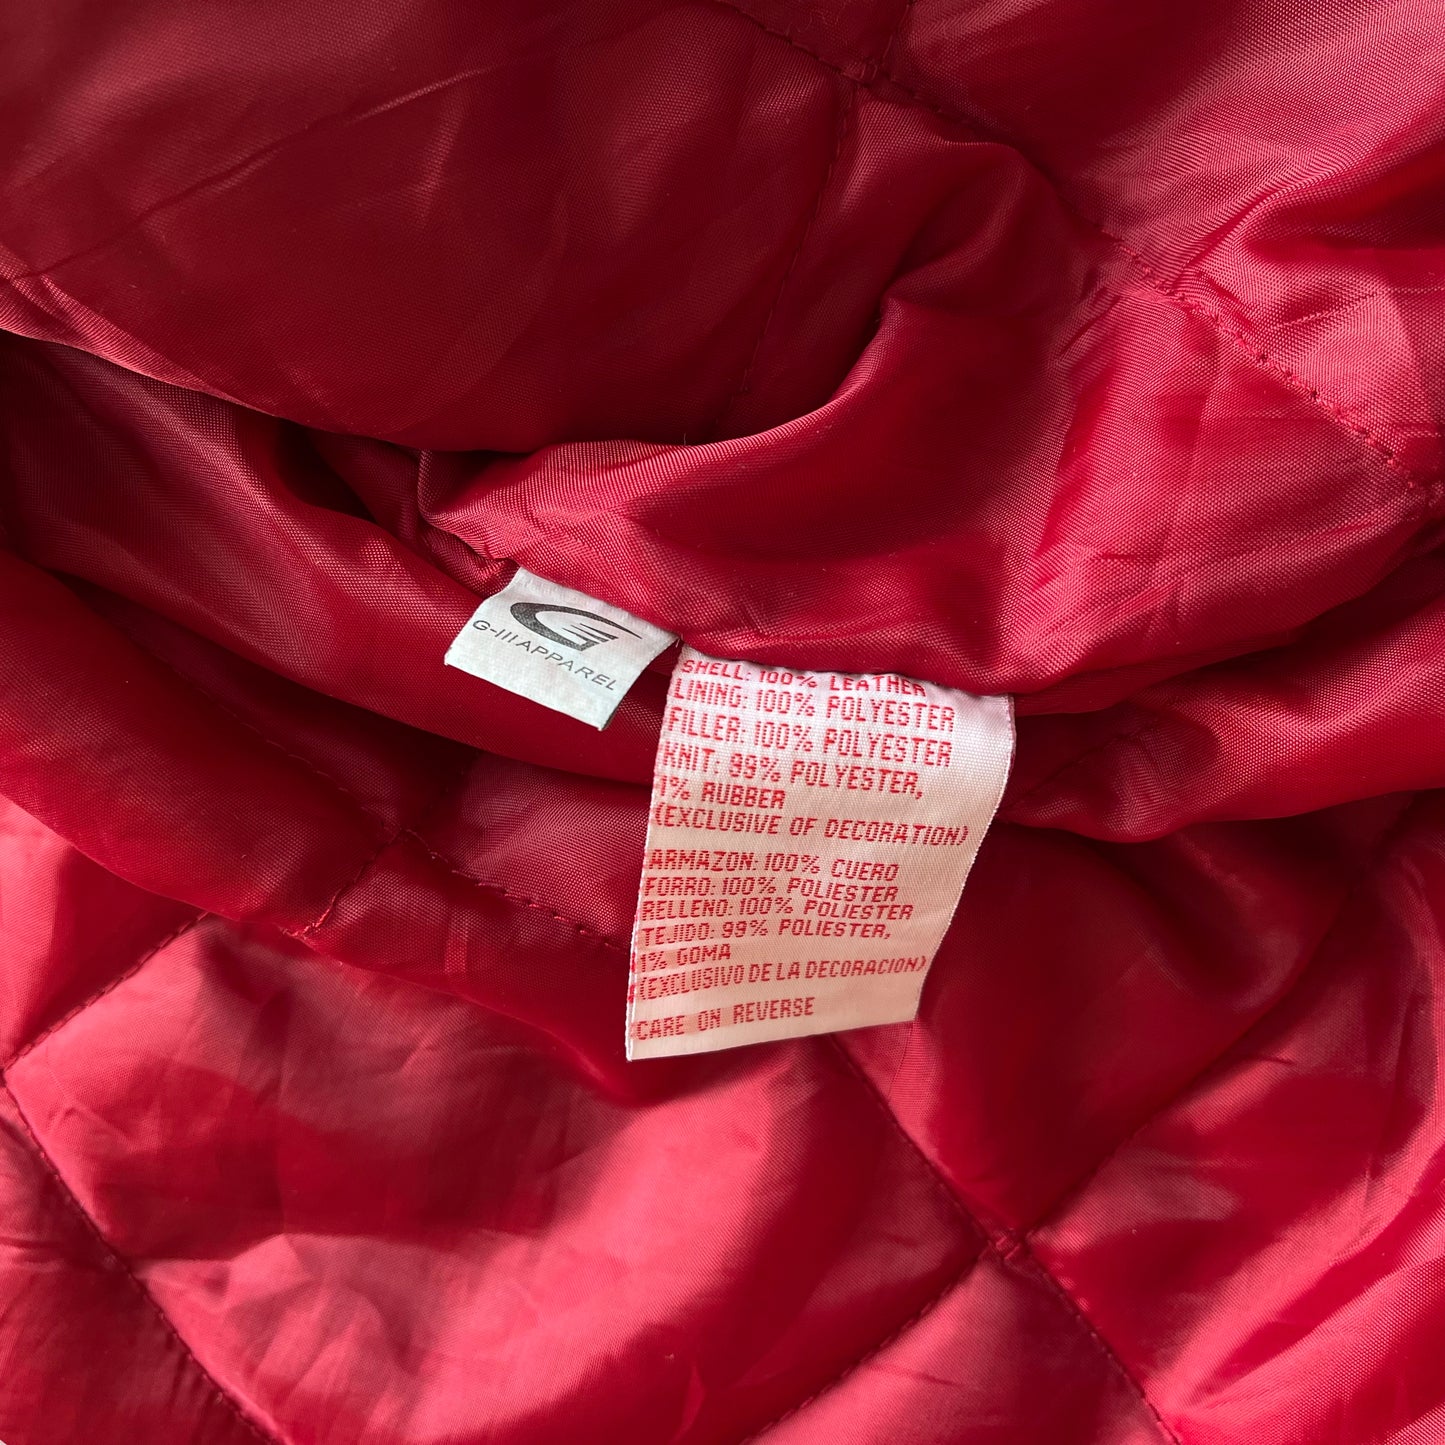 G-III APPAREL
SHELL: 100% LEATHER
LINING: 100% POLYESTER
FILLER: 100% POLYESTER
KNIT: 99% POLYESTER,
1% RUBBER
(EXCLUSIVE OF DECORATION)
ARMAZON: 100% CUERO
FORRO: 100% POLIESTER
RELLENO: 100% POLIESTER
TEJIDO: 99% POLIESTER,
1% GOMA
(EXCLUSIVO DE LA DECORACION)
CARE ON REVERSE